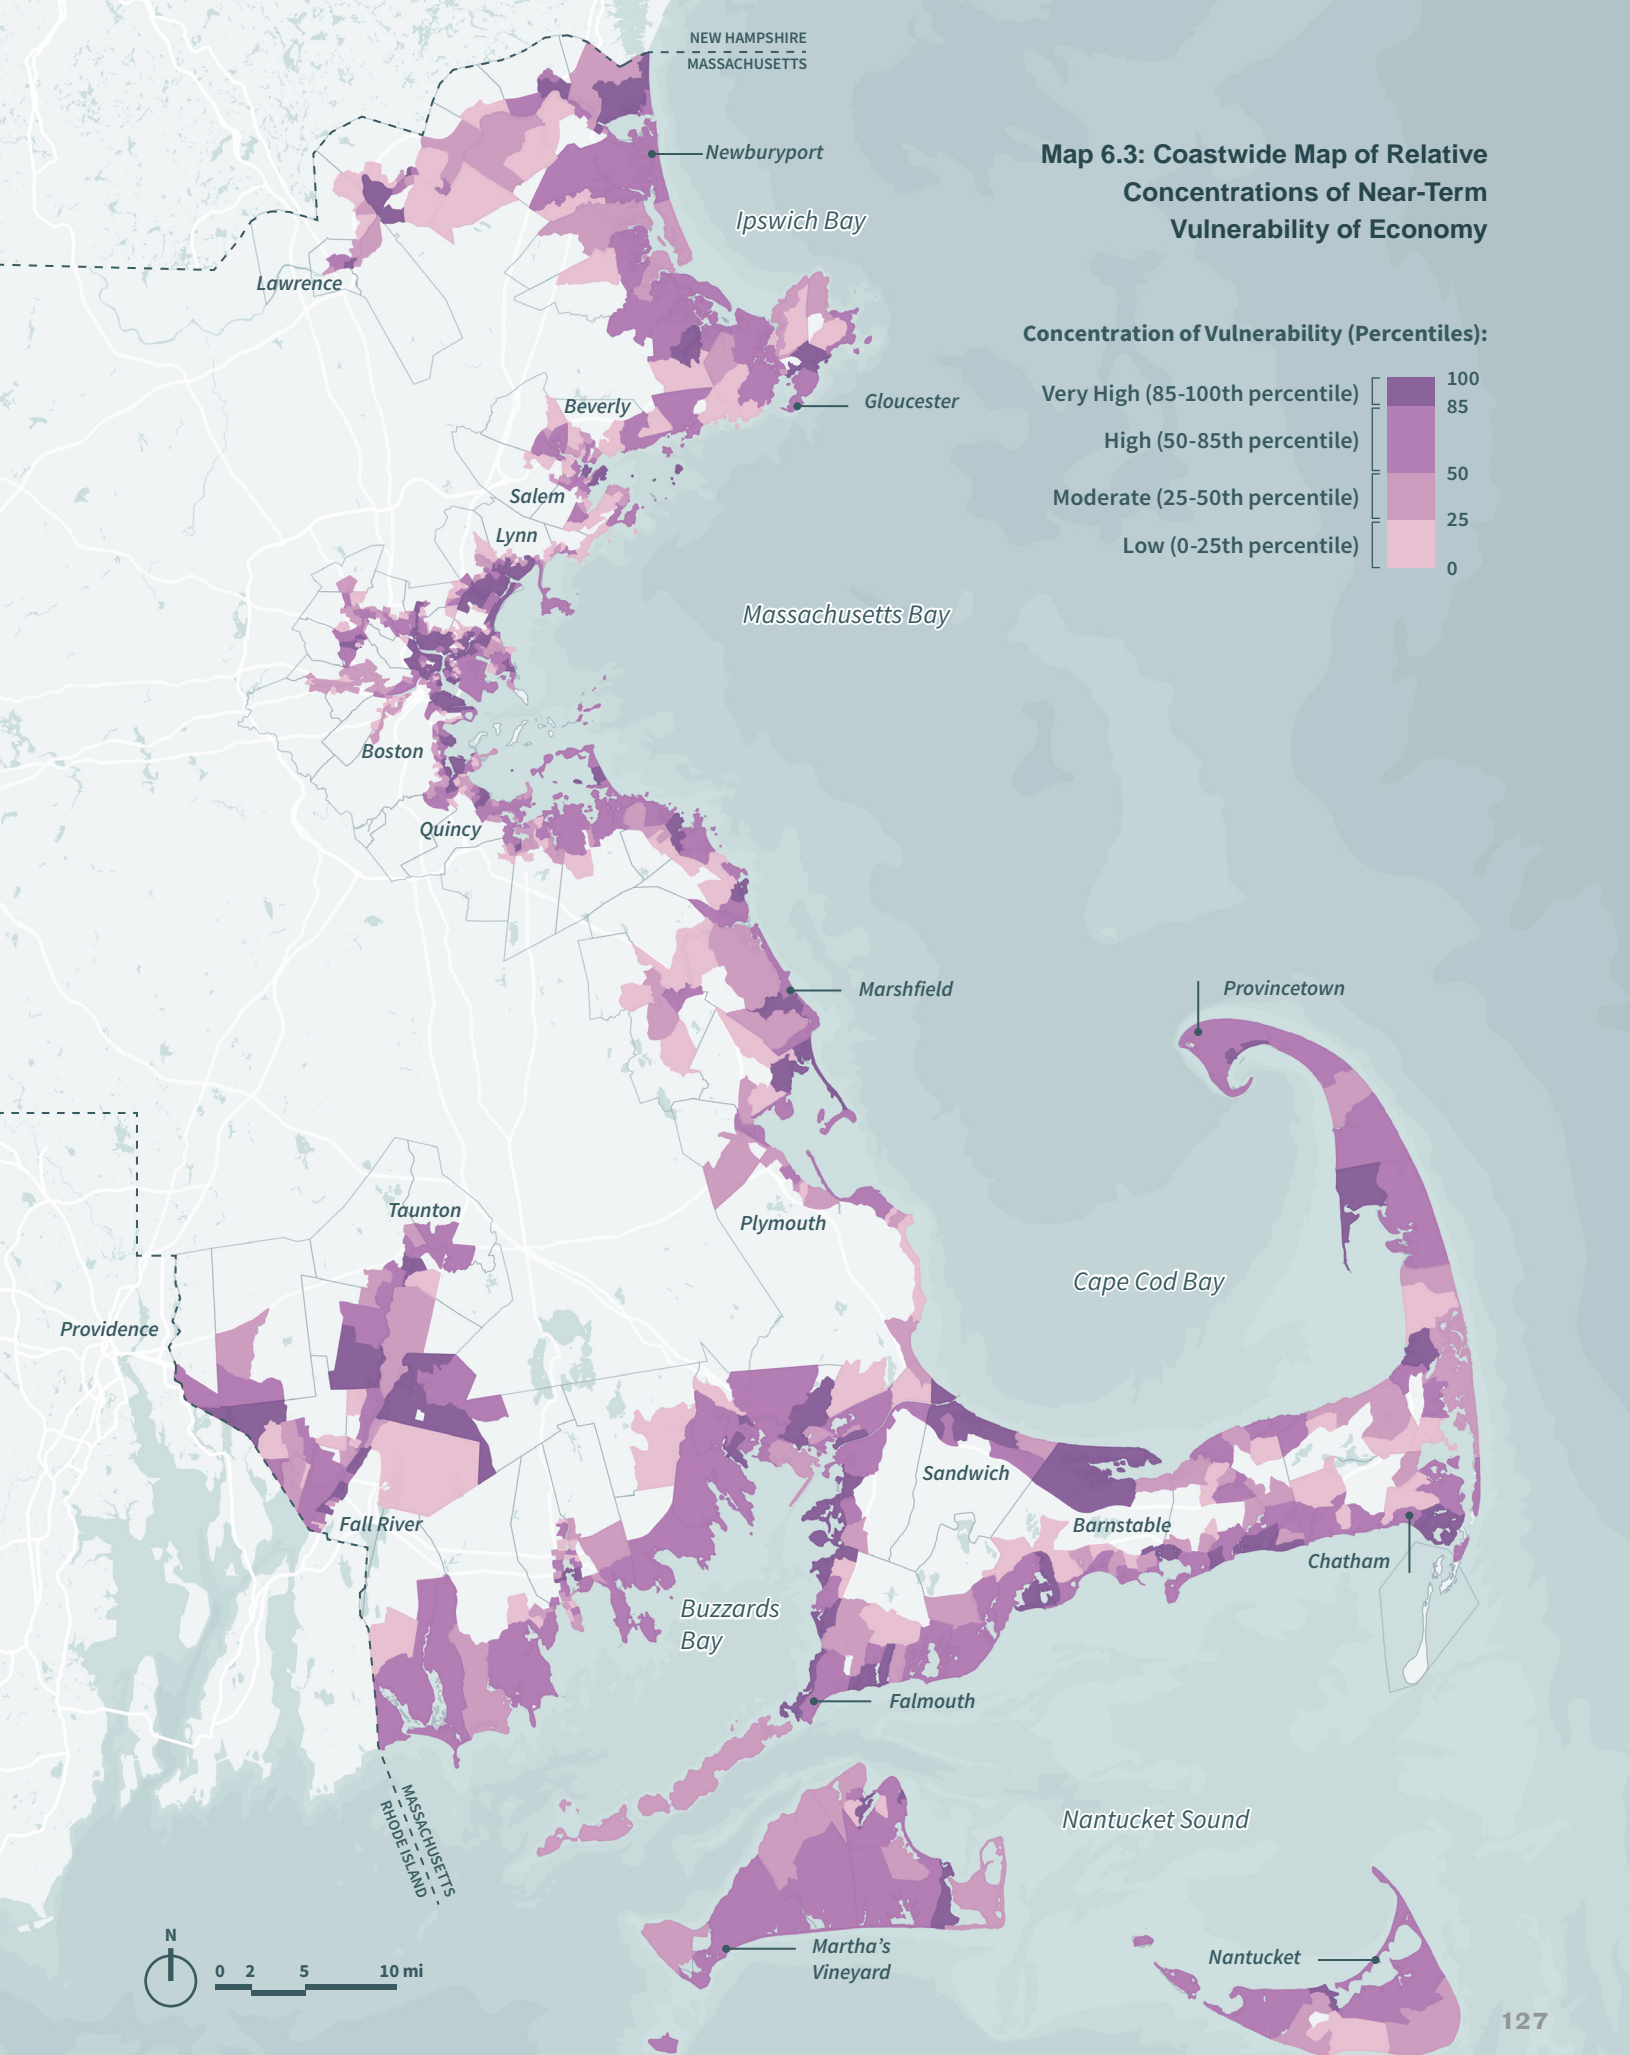 NEW HAMPSHIRE
MASSACHUSETTS
Newburyport
Map 6.3: Coastwide Map of Relative
Concentrations of Near-Term
Vulnerability of Economy
Ipswich Bay
Lawrence
Concentration of Vulnerability (Percentiles):
Very High (85-100th percentile)
High (50-85th percentile)
Moderate (25-50th percentile)
Low (0-25th percentile)
100
85
50
25
0
Beverly
Gloucester
Salem
Lynn
Massachusetts Bay
Boston
Quincy
Marshfield
Provincetown
Taunton
Plymouth
Cape Cod Bay
Providence
Sandwich
Fall River
Barnstable
Chatham
Buzzards
Bay
Falmouth
MASSACHUSETTS
RHODE ISLAND
Nantucket Sound
Martha's
Vineyard
Nantucket
N
0 2 5 10 mi
127